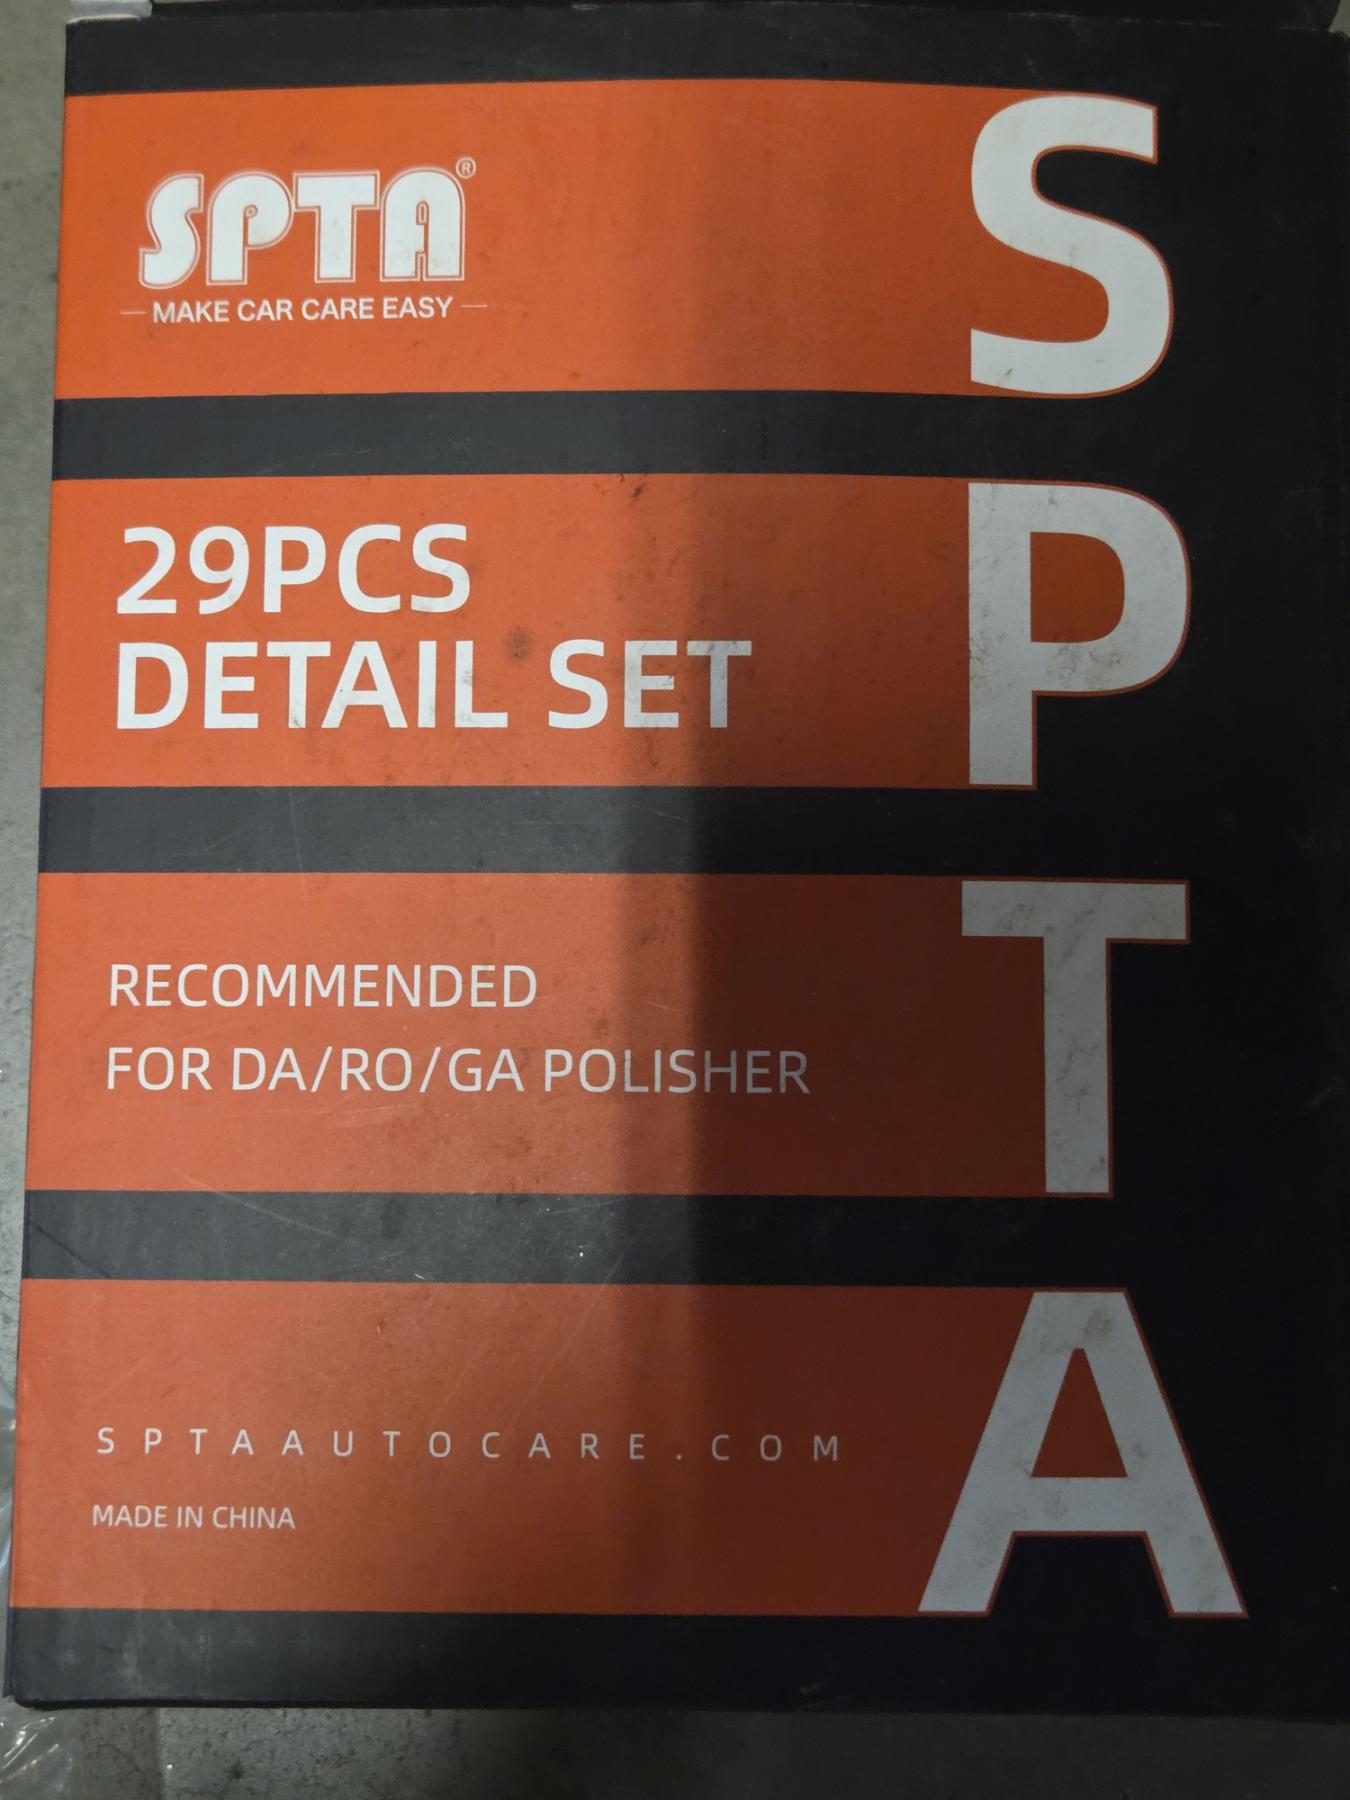 SPTA®
MAKE CAR CARE EASY
29PCS
DETAIL SET
RECOMMENDED
FOR DA/RO/GA POLISHER
SPTAAUTOCARE.COM
MADE IN CHINA
SPTA